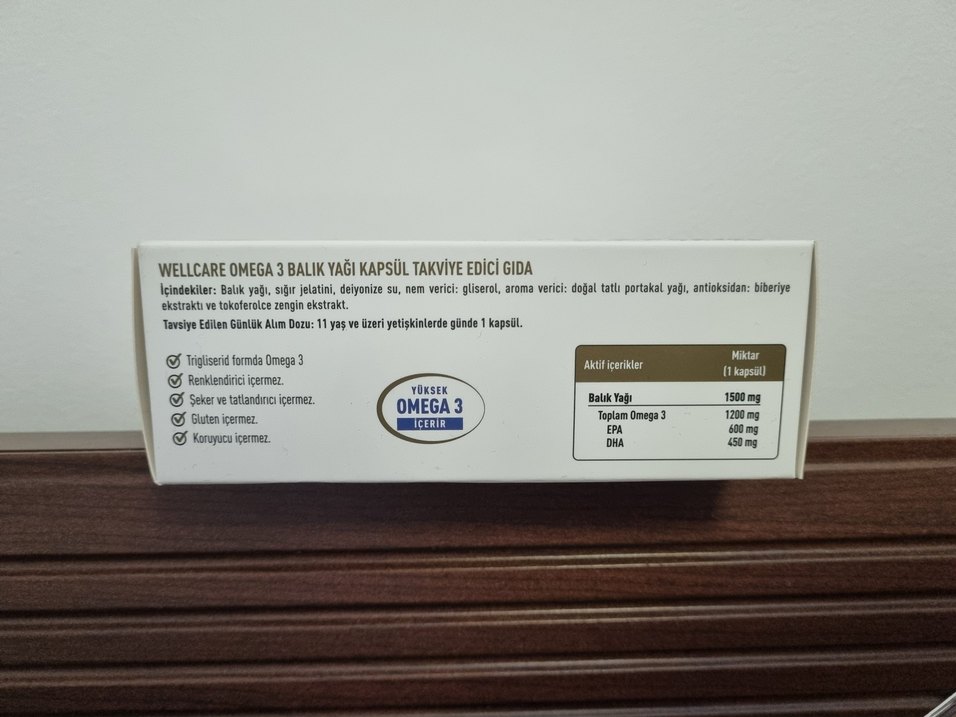 WELLCARE OMEGA 3 BALIK YAĞI KAPSÜL TAKVİYE EDİCİ GIDA
İçindekiler: Balık yağı, sığır jelatini, deiyonize su, nem verici: gliserol, aroma verici: doğal tatlı portakal yağı, antioksidan: biberiye
ekstraktı ve tokoferolce zengin ekstrakt.
Tavsiye Edilen Günlük Alım Dozu: 11 yaş ve üzeri yetişkinlerde günde 1 kapsül.
Trigliserid formda Omega 3
Renklendirici içermez.
Şeker ve tatlandırıcı içermez.
Gluten içermez.
Koruyucu içermez.
YÜKSEK
OMEGA 3
İÇERİR
Aktif içerikler Miktar
(1 kapsül)
Balık Yağı 1500 mg
Toplam Omega 3 1200 mg
EPA 600 mg
DHA 450 mg